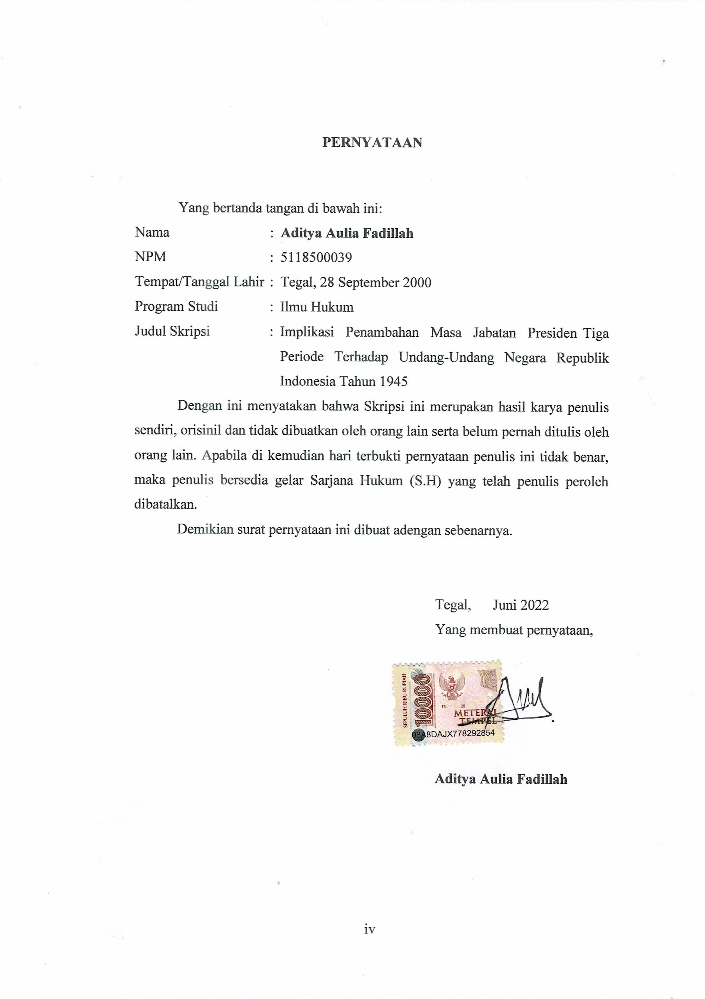 PERNYATAAN
Yang bertanda tangan di bawah ini:
Nama : Aditya Aulia Fadillah
NPM : 5118500039
Tempat/Tanggal Lahir : Tegal, 28 September 2000
Program Studi : Ilmu Hukum
Judul Skripsi : Implikasi Penambahan Masa Jabatan Presiden Tiga
Periode Terhadap Undang-Undang Negara Republik
Indonesia Tahun 1945
Dengan ini menyatakan bahwa Skripsi ini merupakan hasil karya penulis
sendiri, orisinil dan tidak dibuatkan oleh orang lain serta belum pernah ditulis oleh
orang lain. Apabila di kemudian hari terbukti pernyataan penulis ini tidak benar,
maka penulis bersedia gelar Sarjana Hukum (S.H) yang telah penulis peroleh
dibatalkan.
Demikian surat pernyataan ini dibuat adengan sebenarnya.
Tegal, Juni 2022
Yang membuat pernyataan,
SEPULUH RIBU RUPIAH
10000
TGL. 20
METERAI
TEMPEL
08A8DAJX778292854
Aditya Aulia Fadillah
iv